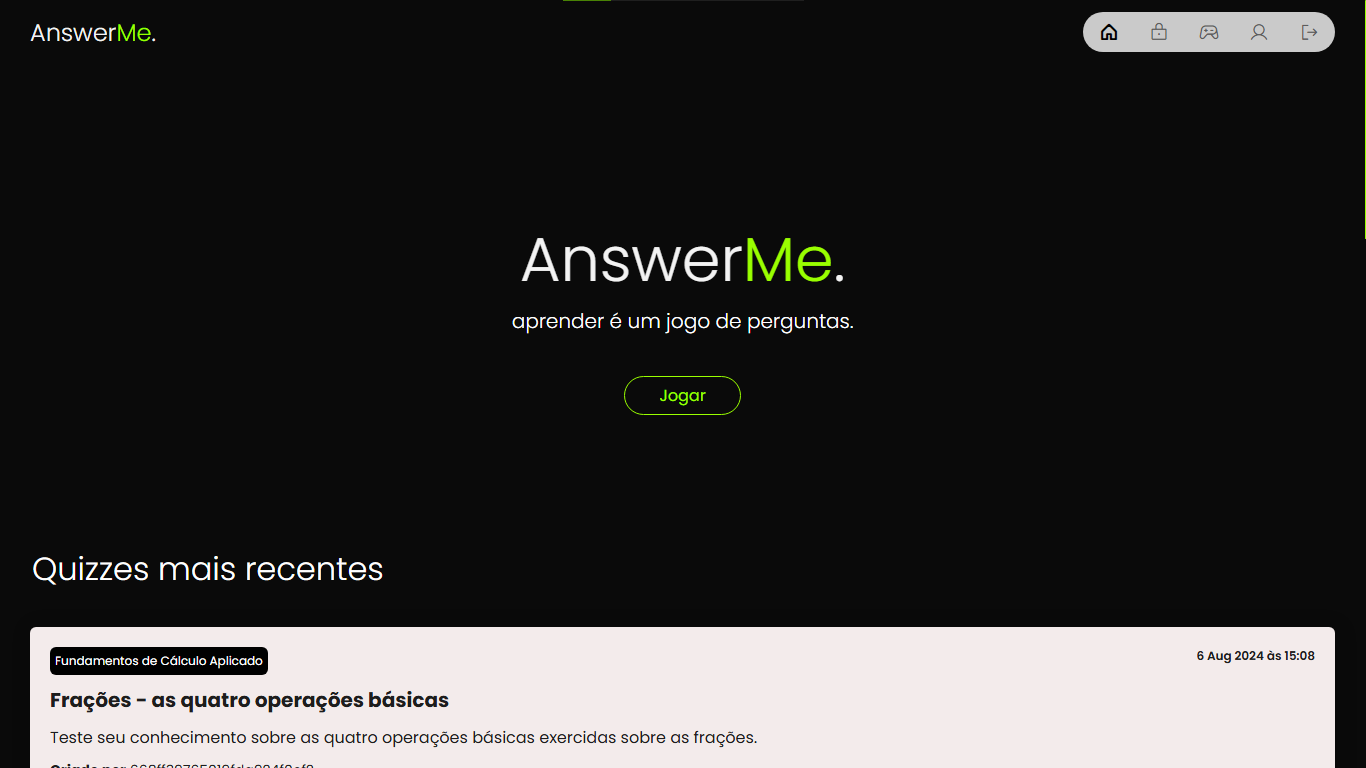 AnswerMe.
AnswerMe.
aprender é um jogo de perguntas.
Jogar
Quizzes mais recentes
Fundamentos de Cálculo Aplicado
6 Aug 2024 às 15:08
Frações - as quatro operações básicas
Teste seu conhecimento sobre as quatro operações básicas exercidas sobre as frações.
Criado por